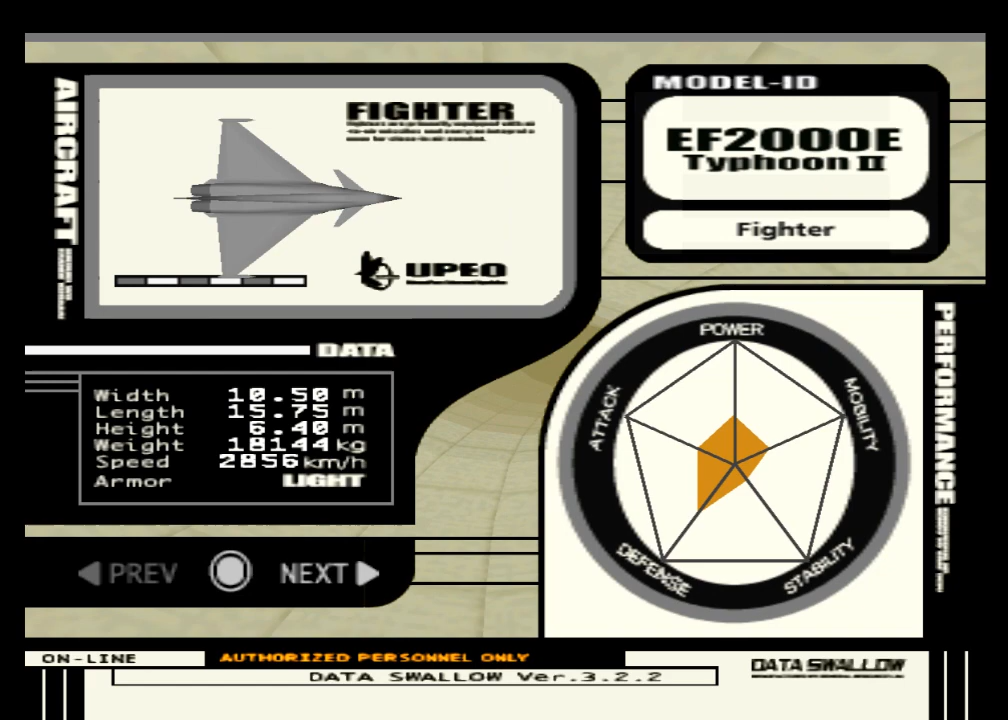 AIRCRAFT
FIGHTER
UPEO
MODEL-ID
EF2000E
Typhoon II
Fighter
DATA
Width 10.50 m
Length 15.75 m
Height 6.40 m
Weight 18144 kg
Speed 2856 km/h
Armor LIGHT
PERFORMANCE
POWER
MOBILITY
STABILITY
DEFENSE
ATTACK
PREV
NEXT
ON-LINE
AUTHORIZED PERSONNEL ONLY
DATA SWALLOW
DATA SWALLOW Ver.3.2.2